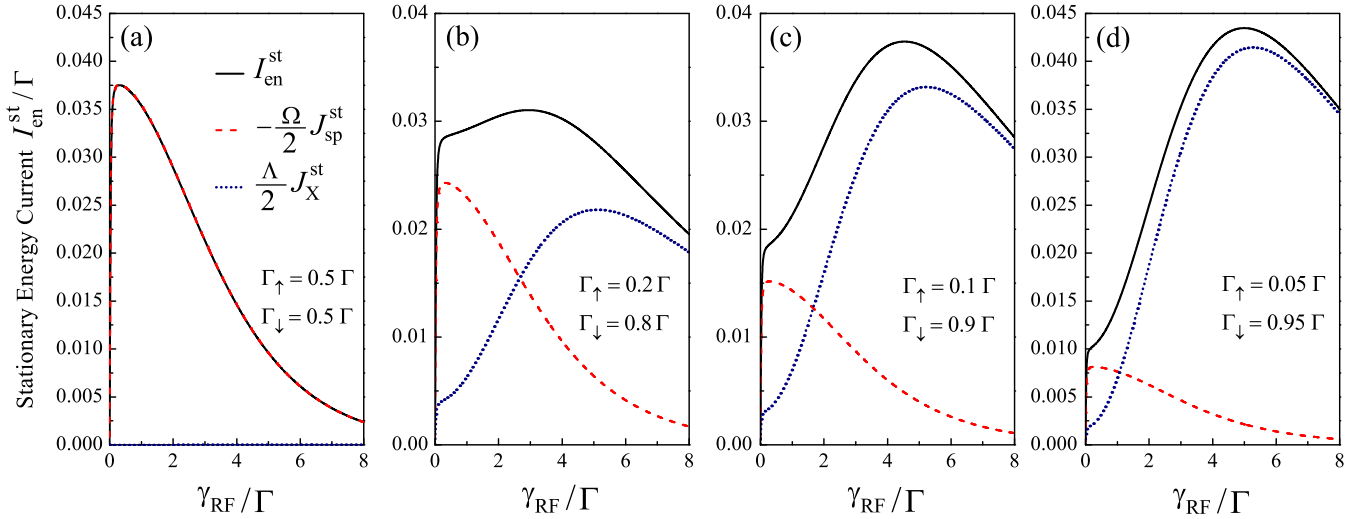 Stationary Energy Current I_en^st / Γ
(a)
I_en^st
-Ω/2 J_sp^st
Λ/2 J_X^st
Γ↑ = 0.5 Γ
Γ↓ = 0.5 Γ
0.045
0.040
0.035
0.030
0.025
0.020
0.015
0.010
0.005
0.000
0 2 4 6 8
γ_RF / Γ
(b)
Γ↑ = 0.2 Γ
Γ↓ = 0.8 Γ
0.04
0.03
0.02
0.01
0.00
0 2 4 6 8
γ_RF / Γ
(c)
Γ↑ = 0.1 Γ
Γ↓ = 0.9 Γ
0.04
0.03
0.02
0.01
0.00
0 2 4 6 8
γ_RF / Γ
(d)
Γ↑ = 0.05 Γ
Γ↓ = 0.95 Γ
0.045
0.040
0.035
0.030
0.025
0.020
0.015
0.010
0.005
0.000
0 2 4 6 8
γ_RF / Γ